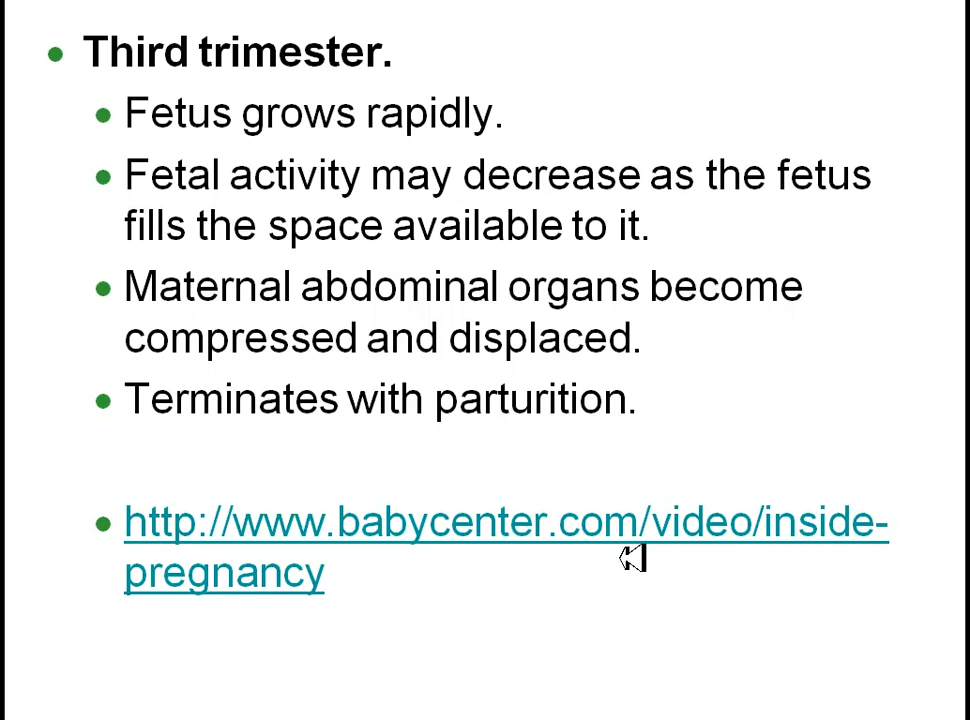 Third trimester.
Fetus grows rapidly.
Fetal activity may decrease as the fetus
fills the space available to it.
Maternal abdominal organs become
compressed and displaced.
Terminates with parturition.
http://www.babycenter.com/video/inside-
pregnancy